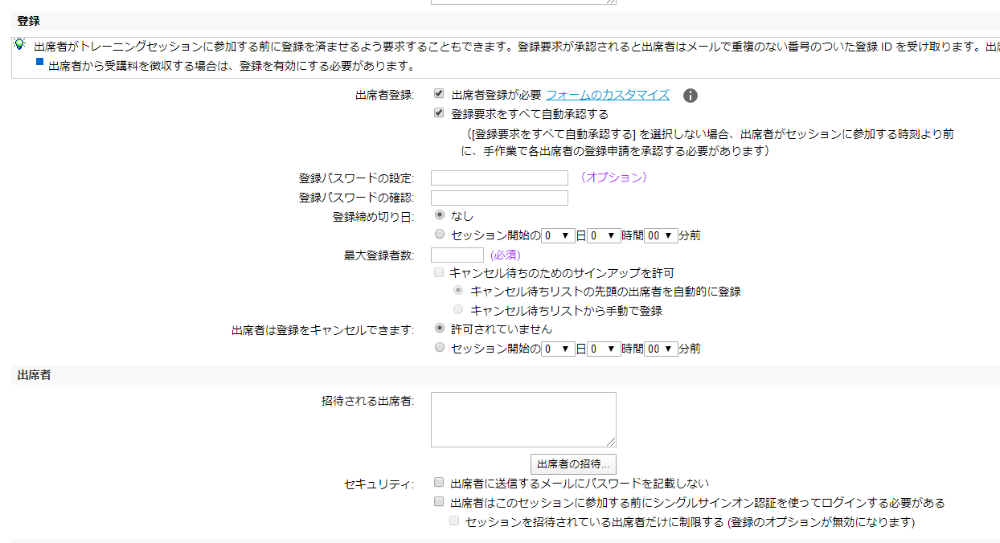 登録
出席者がトレーニングセッションに参加する前に登録を済ませるよう要求することもできます。登録要求が承認されると出席者はメールで重複のない番号のついた登録 ID を受け取ります。出
出席者から受講料を徴収する場合は、登録を有効にする必要があります。
出席者登録: 出席者登録が必要 フォームのカスタマイズ
登録要求をすべて自動承認する
（[登録要求をすべて自動承認する] を選択しない場合、出席者がセッションに参加する時刻より前
に、手作業で各出席者の登録申請を承認する必要があります）
登録パスワードの設定: （オプション）
登録パスワードの確認:
登録締め切り日: なし
セッション開始の 0 日 0 時間 00 分前
最大登録者数: (必須)
キャンセル待ちのためのサインアップを許可
キャンセル待ちリストの先頭の出席者を自動的に登録
キャンセル待ちリストから手動で登録
出席者は登録をキャンセルできます: 許可されていません
セッション開始の 0 日 0 時間 00 分前
出席者
招待される出席者:
出席者の招待...
セキュリティ: 出席者に送信するメールにパスワードを記載しない
出席者はこのセッションに参加する前にシングルサインオン認証を使ってログインする必要がある
セッションを招待されている出席者だけに制限する (登録のオプションが無効になります)